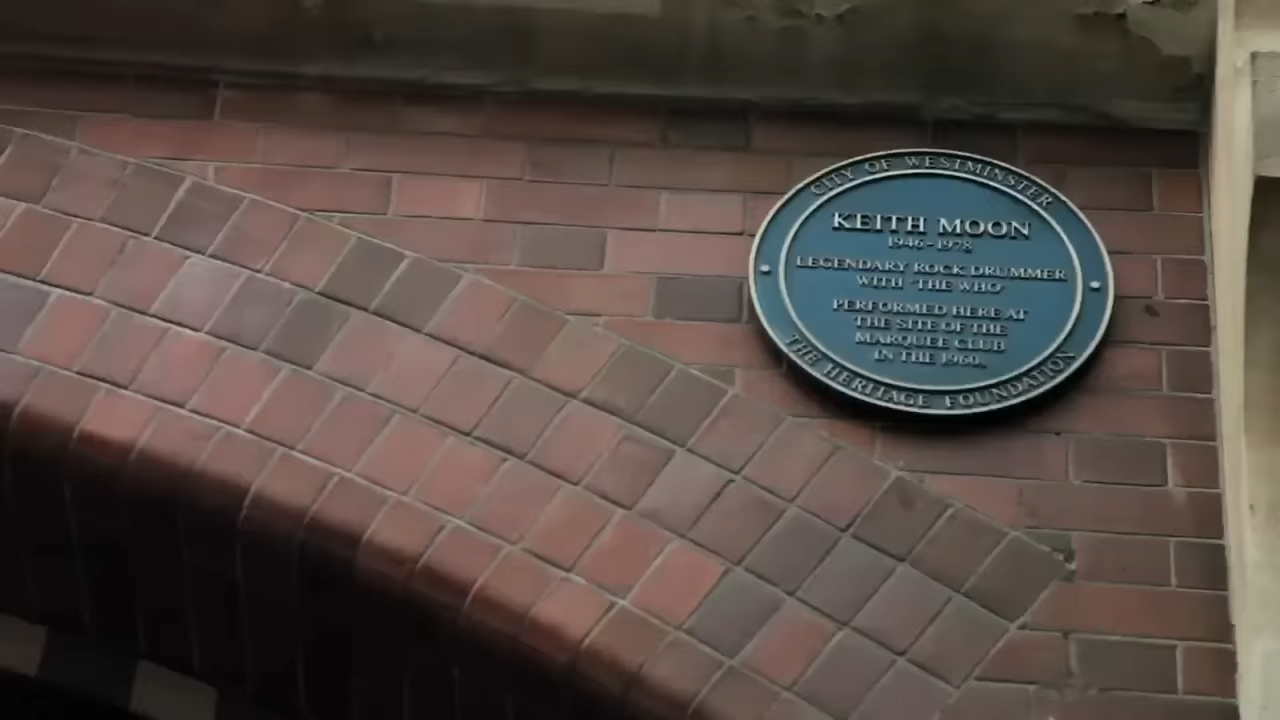 CITY OF WESTMINSTER
KEITH MOON
1946-1978
LEGENDARY ROCK DRUMMER
WITH 'THE WHO'
PERFORMED HERE AT
THE SITE OF THE
MARQUEE CLUB
IN THE 1960s
THE HERITAGE FOUNDATION